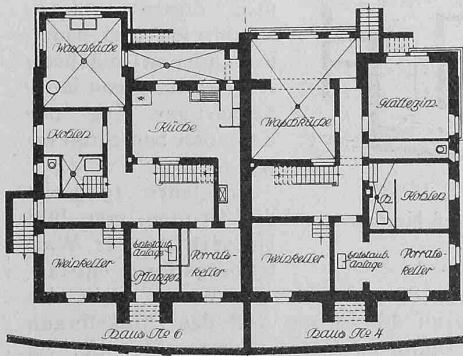 Waschküche
Kohlen
Küche
Waschküche
Plättezim.
Kohlen
Weinkeller
Entstaub.
Anlage
Pflanzen
Vorrats-
keller
Weinkeller
Entstaub.
Anlage
Vorrats-
keller
Haus No 6
Haus No 4